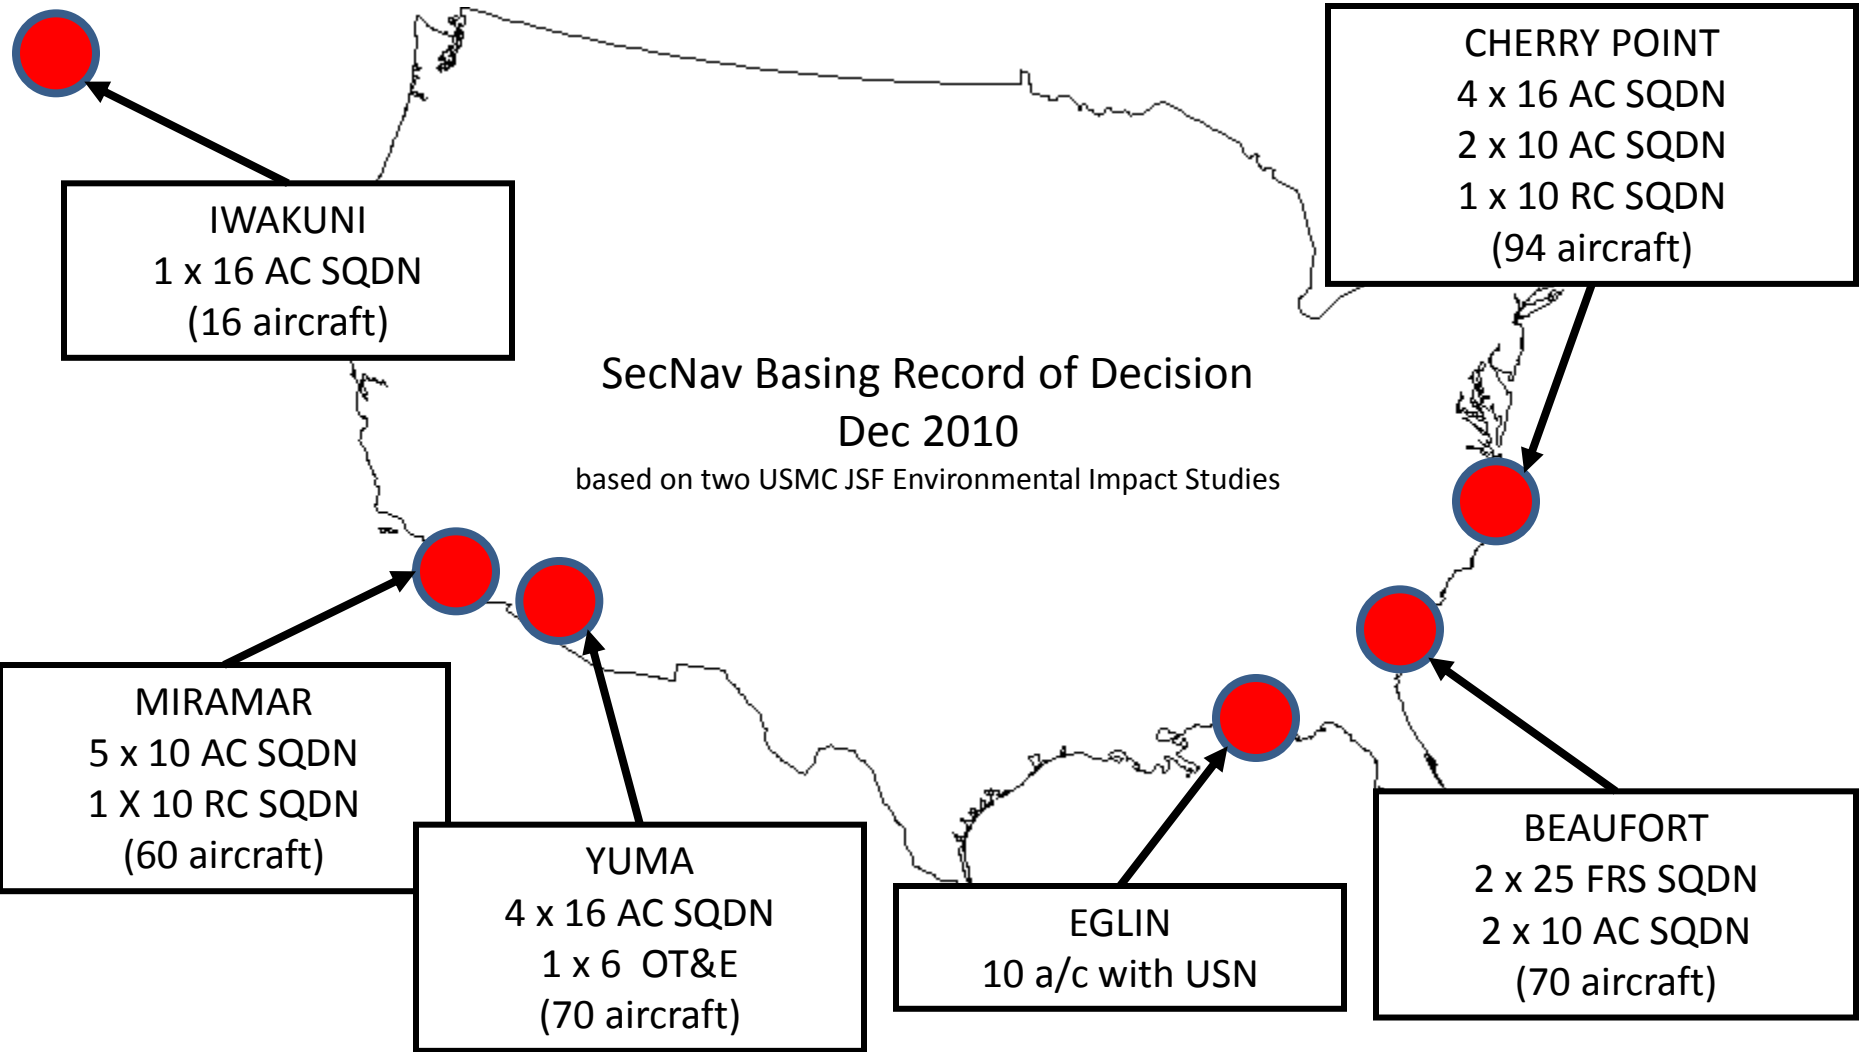 IWAKUNI
1 x 16 AC SQDN
(16 aircraft)
CHERRY POINT
4 x 16 AC SQDN
2 x 10 AC SQDN
1 x 10 RC SQDN
(94 aircraft)
SecNav Basing Record of Decision
Dec 2010
based on two USMC JSF Environmental Impact Studies
MIRAMAR
5 x 10 AC SQDN
1 X 10 RC SQDN
(60 aircraft)
YUMA
4 x 16 AC SQDN
1 x 6 OT&E
(70 aircraft)
EGLIN
10 a/c with USN
BEAUFORT
2 x 25 FRS SQDN
2 x 10 AC SQDN
(70 aircraft)